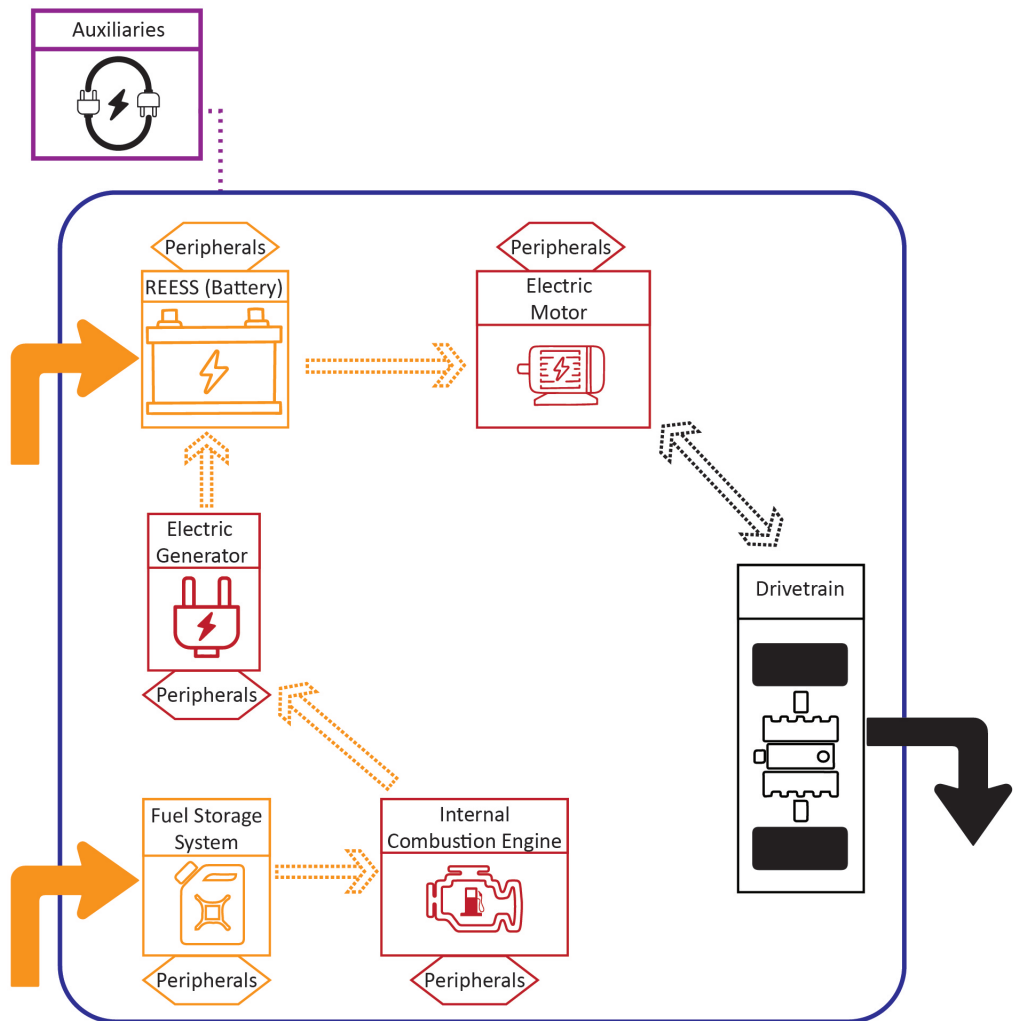 Auxiliaries
Peripherals
REESS (Battery)
Peripherals
Electric
Motor
Electric
Generator
Peripherals
Drivetrain
Fuel Storage
System
Peripherals
Internal
Combustion Engine
Peripherals